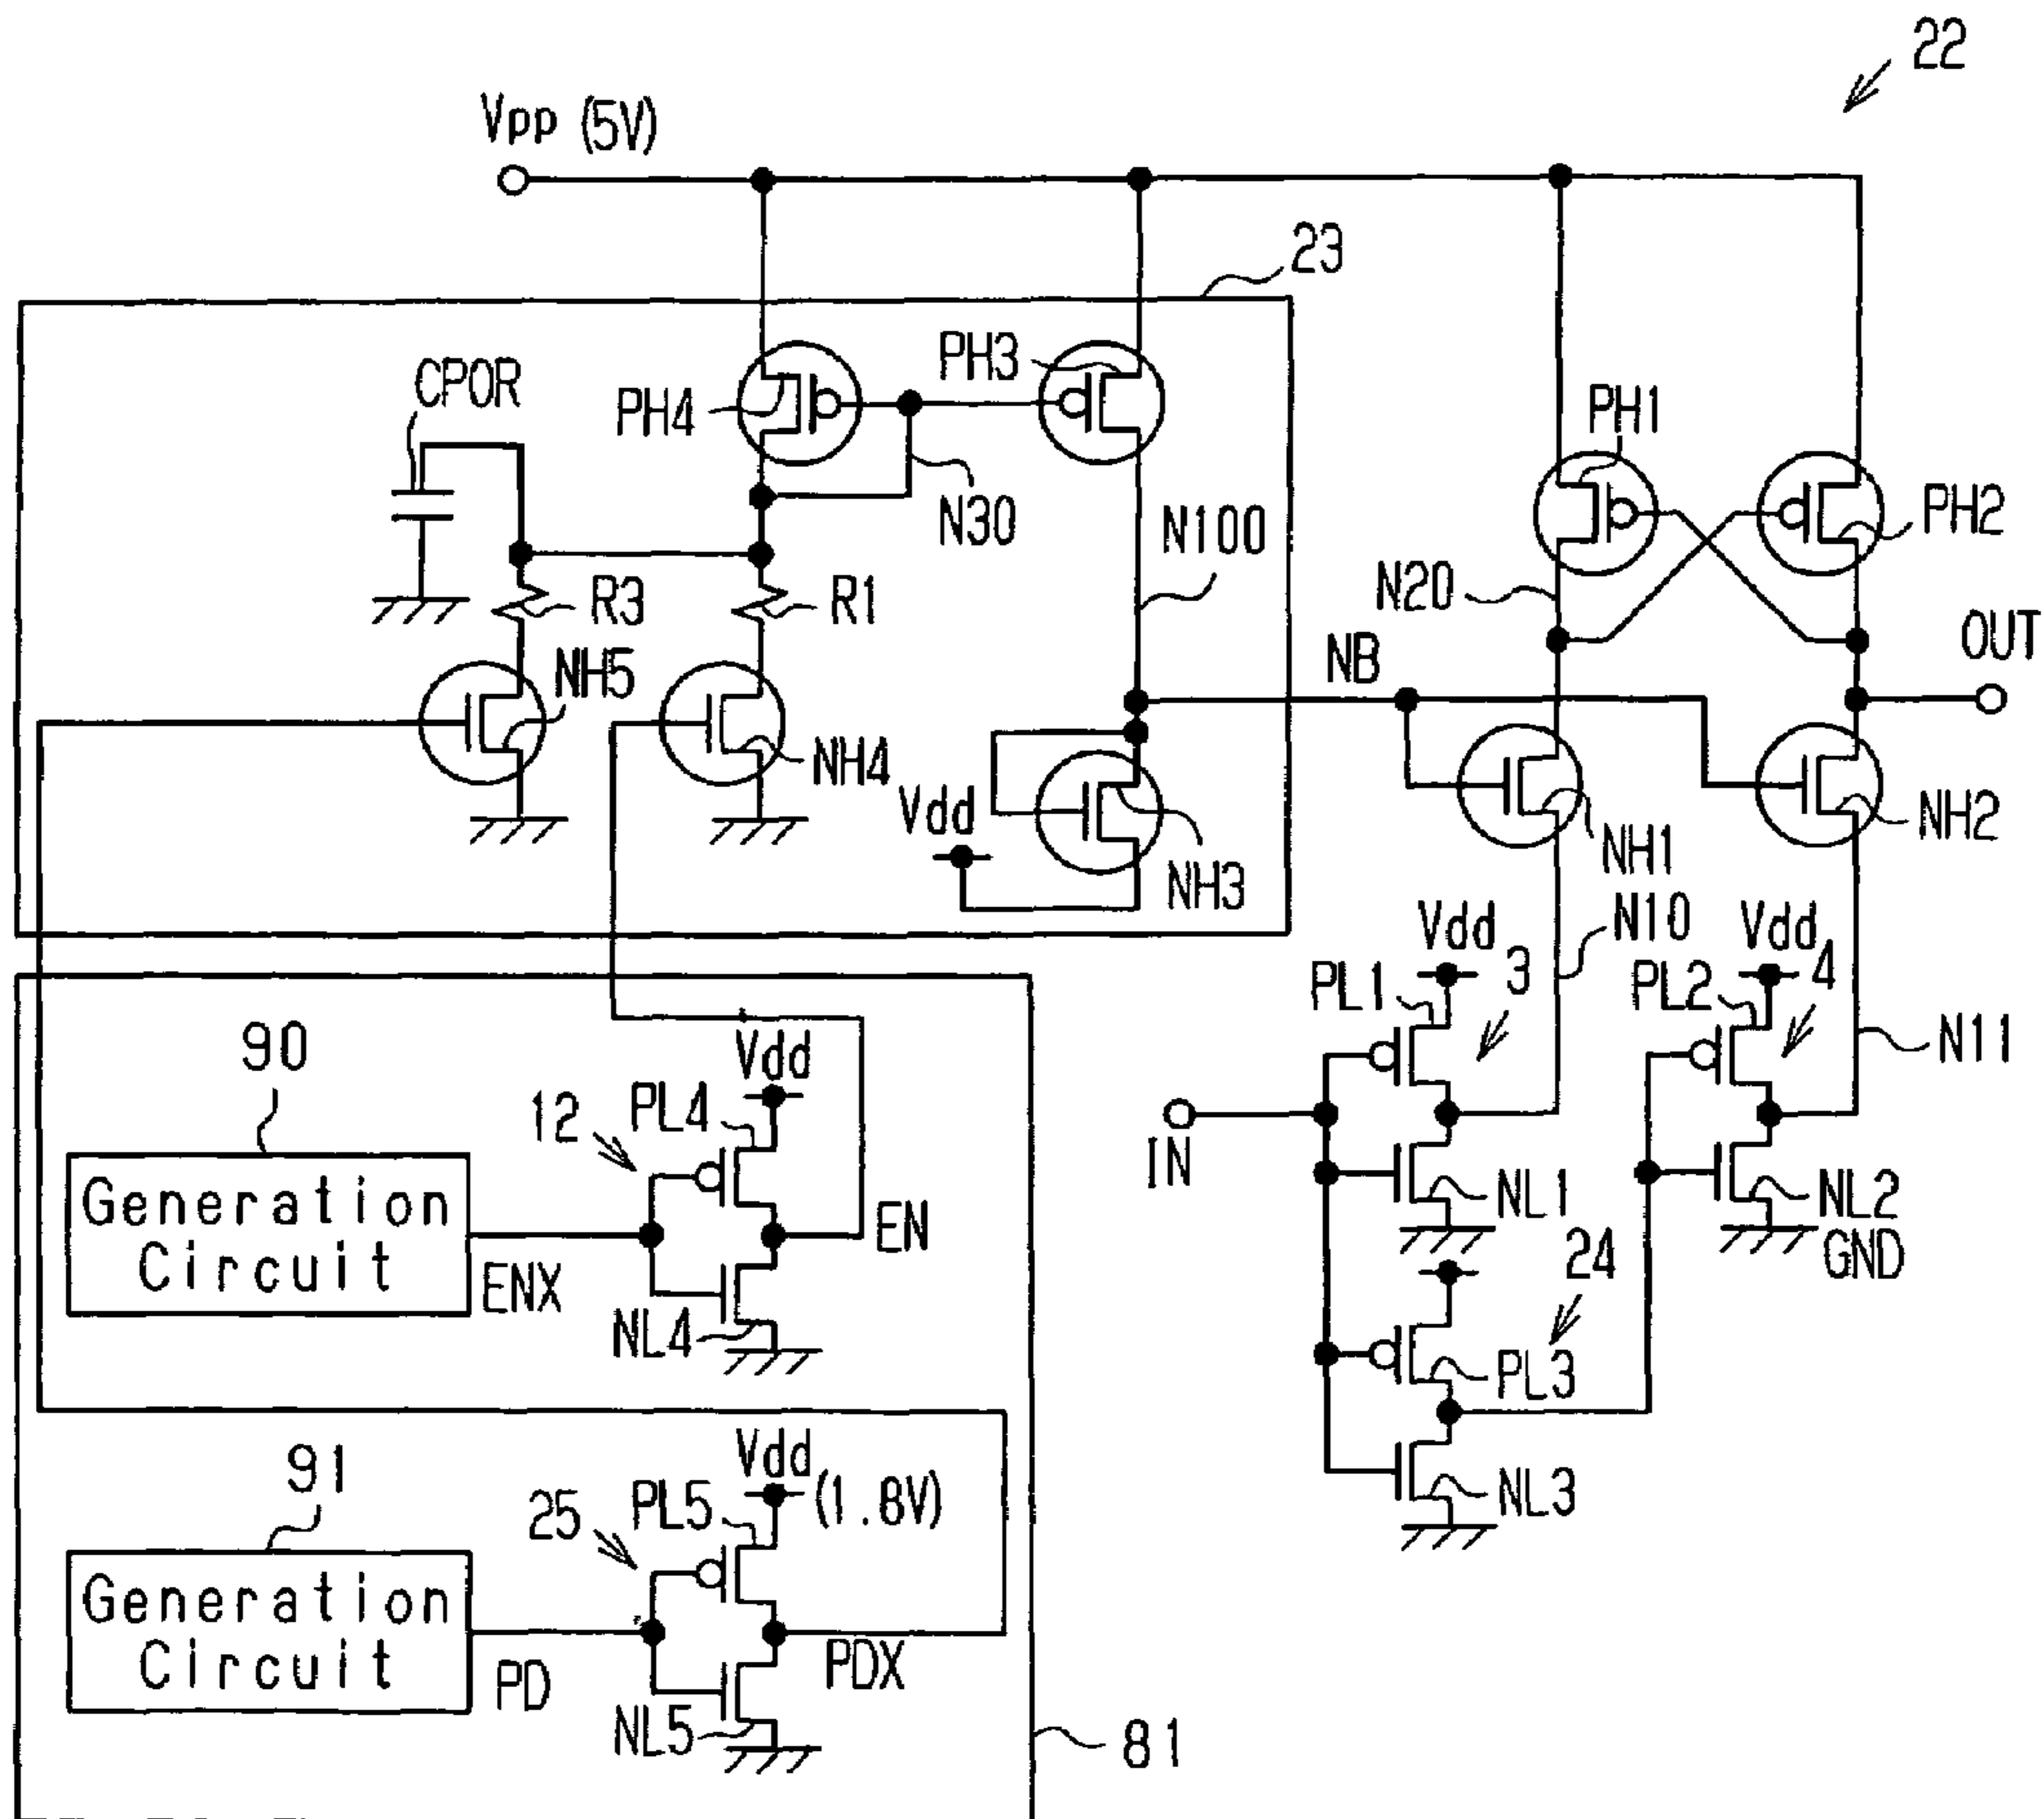 22
Vpp (5V)
23
CPOR
PH4
PH3
PH1
PH2
N30
N100
N20
R3
R1
NB
OUT
NH5
NH4
Vdd
NH3
NH1
NH2
N10
Vdd
3
Vdd
4
PL1
PL2
N11
90
12
PL4
Vdd
IN
Generation
Circuit
ENX
EN
NL4
NL1
NL2
GND
24
PL3
NL3
91
25
PL5
Vdd
(1.8V)
Generation
Circuit
PD
PDX
NL5
81